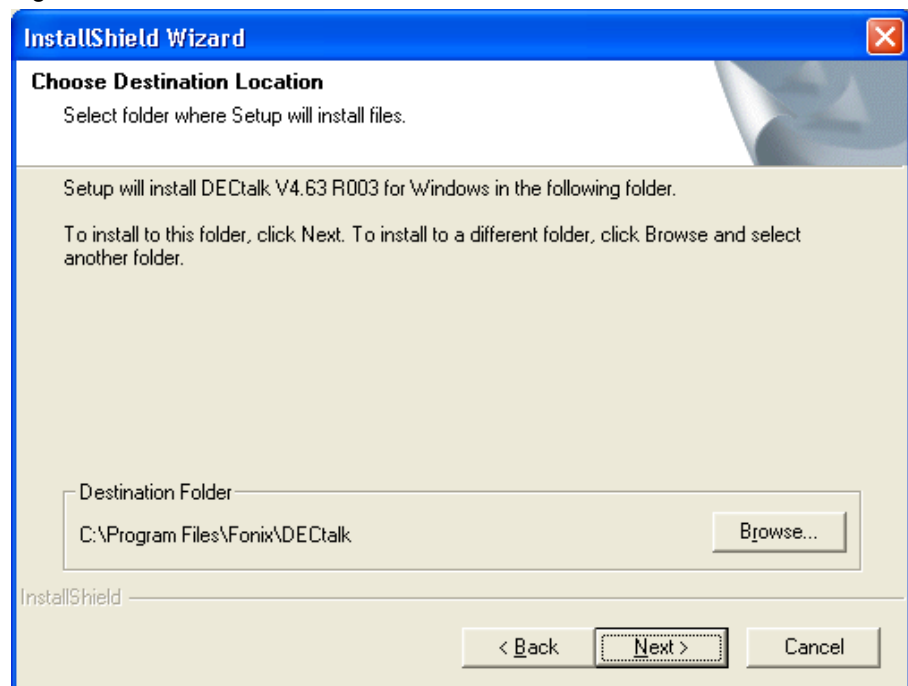 InstallShield Wizard
Choose Destination Location
Select folder where Setup will install files.
Setup will install DECtalk V4.63 R003 for Windows in the following folder.
To install to this folder, click Next. To install to a different folder, click Browse and select
another folder.
Destination Folder
C:\Program Files\Fonix\DECtalk
Browse...
InstallShield
< Back
Next >
Cancel